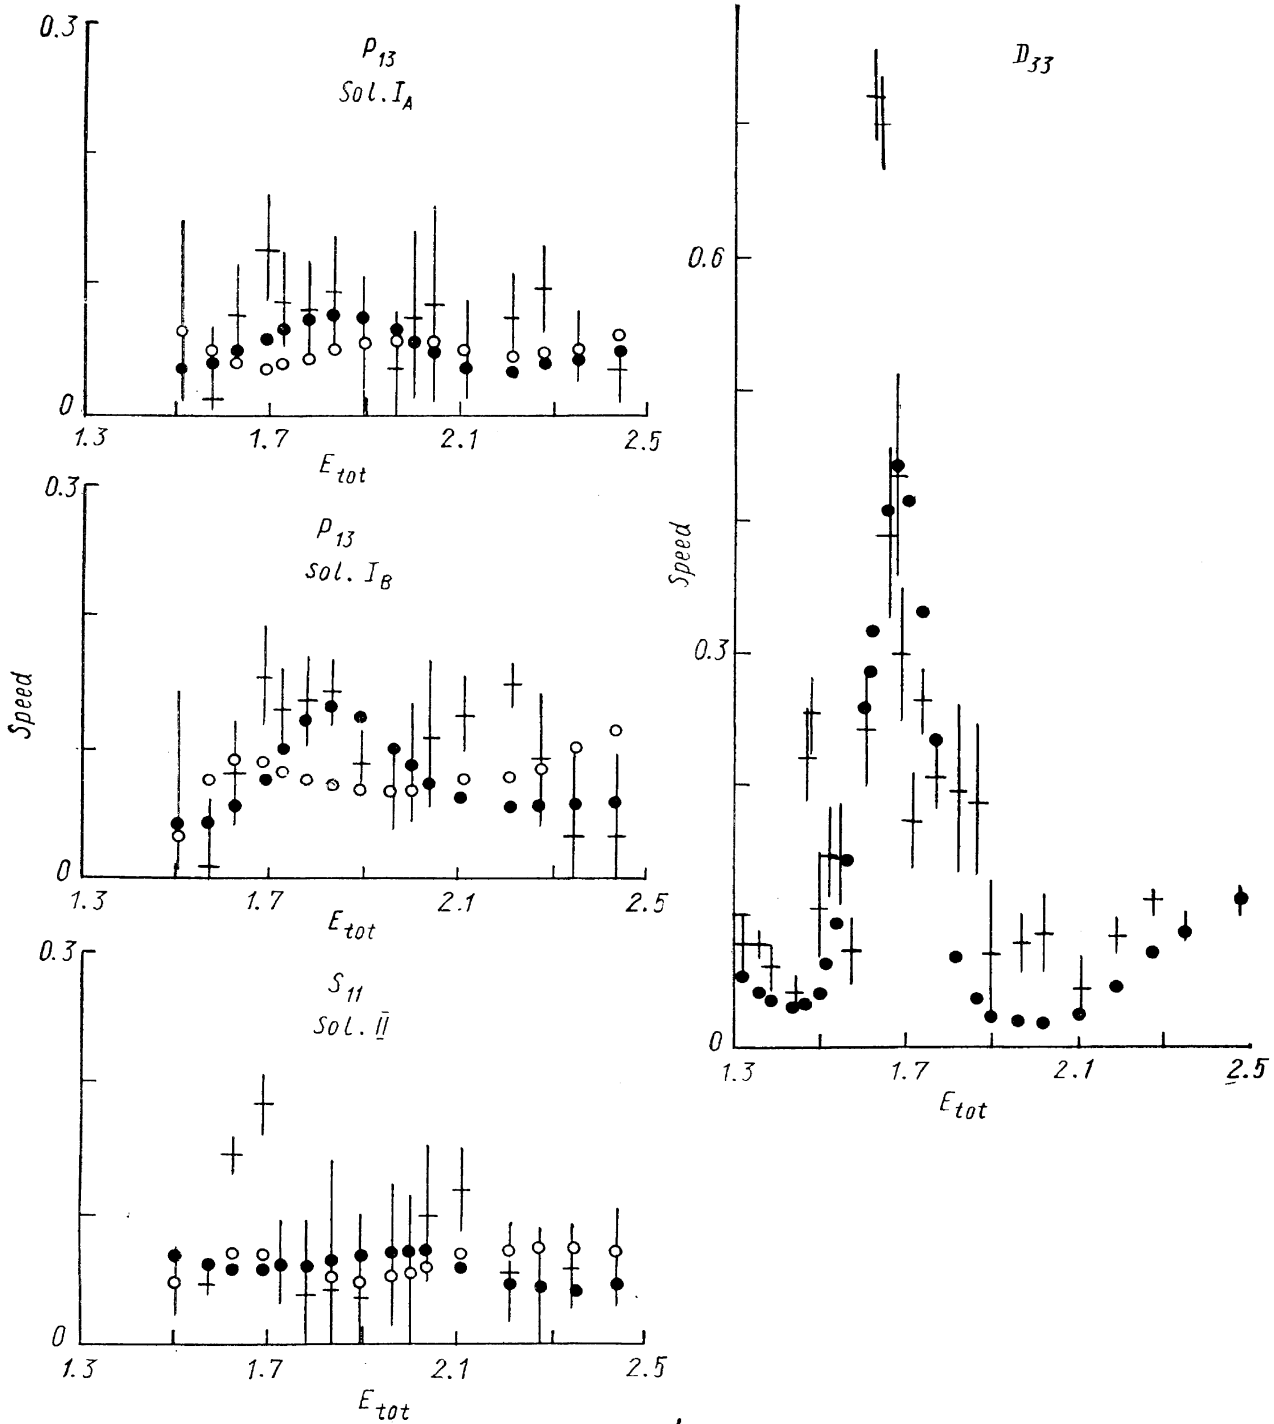 0.3
P13
Sol. IA
0
1.3 1.7 2.1 2.5
Etot
0.3
P13
sol. IB
Speed
0
1.3 1.7 2.1 2.5
Etot
0.3
S11
Sol. II
0
1.3 1.7 2.1 2.5
Etot
D33
0.6
Speed
0.3
0
1.3 1.7 2.1 2.5
Etot